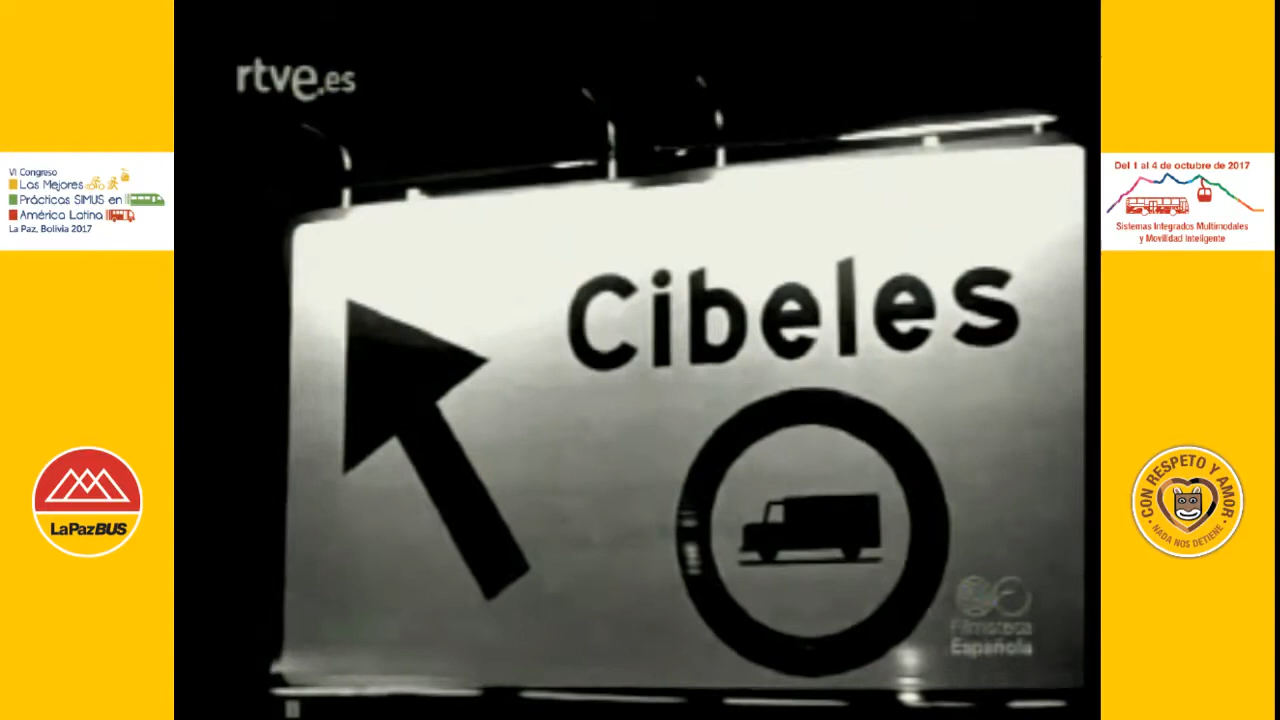 rtve.es
VI Congreso
Las Mejores
Prácticas SIMUS en
América Latina
La Paz, Bolivia 2017
Del 1 al 4 de octubre de 2017
Sistemas Integrados Multimodales
y Movilidad Inteligente
Cibeles
LaPazBUS
CON RESPETO Y AMOR
· NADA NOS DETIENE ·
Filmoteca
Española